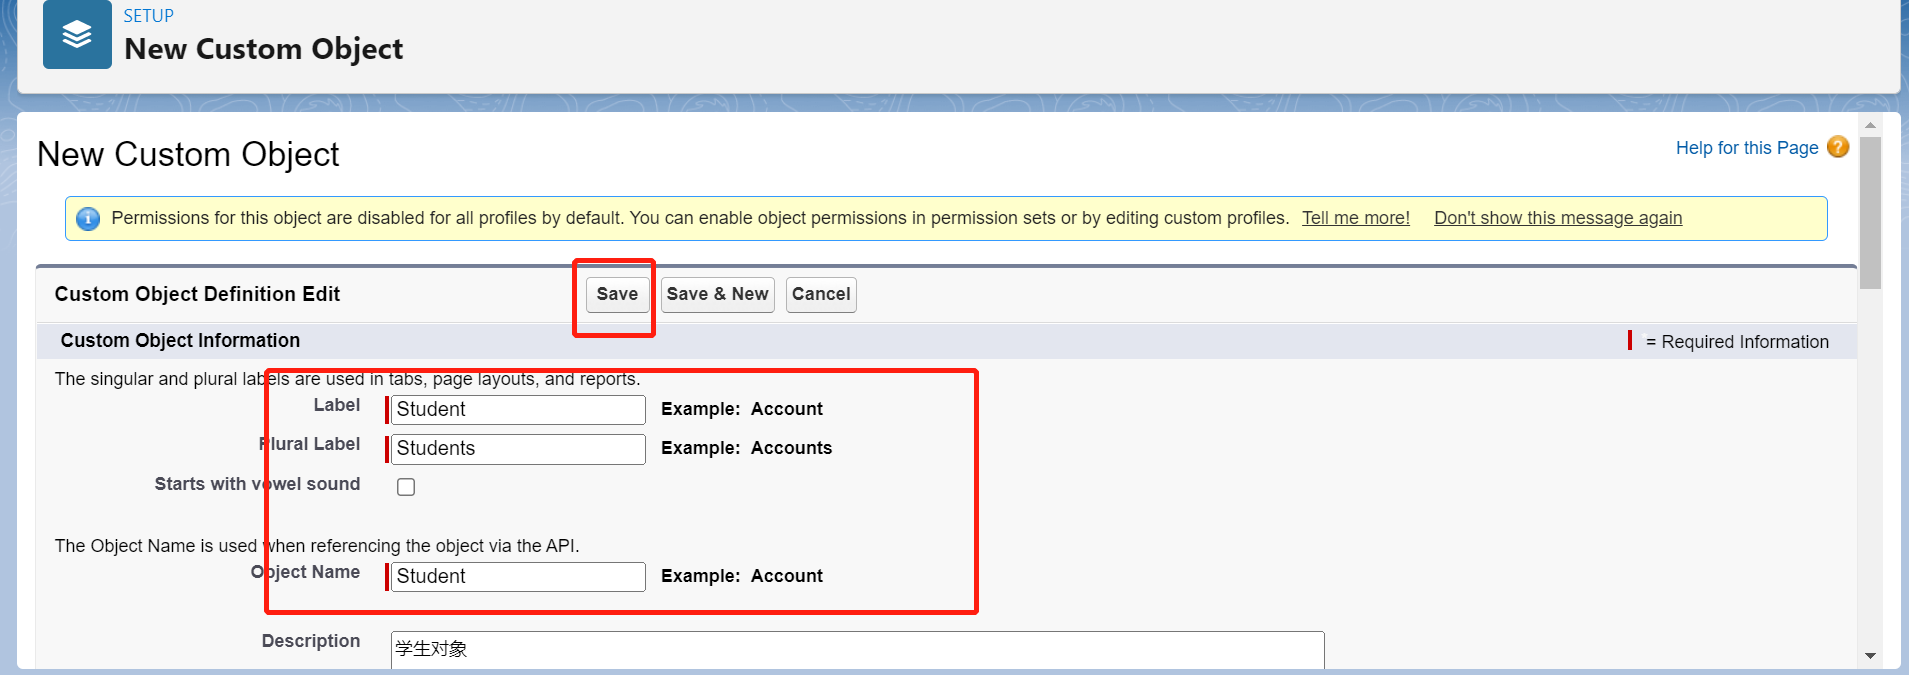 SETUP
New Custom Object
New Custom Object
Help for this Page ?
Permissions for this object are disabled for all profiles by default. You can enable object permissions in permission sets or by editing custom profiles. Tell me more! Don't show this message again
Custom Object Definition Edit Save Save & New Cancel
Custom Object Information = Required Information
The singular and plural labels are used in tabs, page layouts, and reports.
Label Student Example: Account
Plural Label Students Example: Accounts
Starts with vowel sound
The Object Name is used when referencing the object via the API.
Object Name Student Example: Account
Description 学生对象